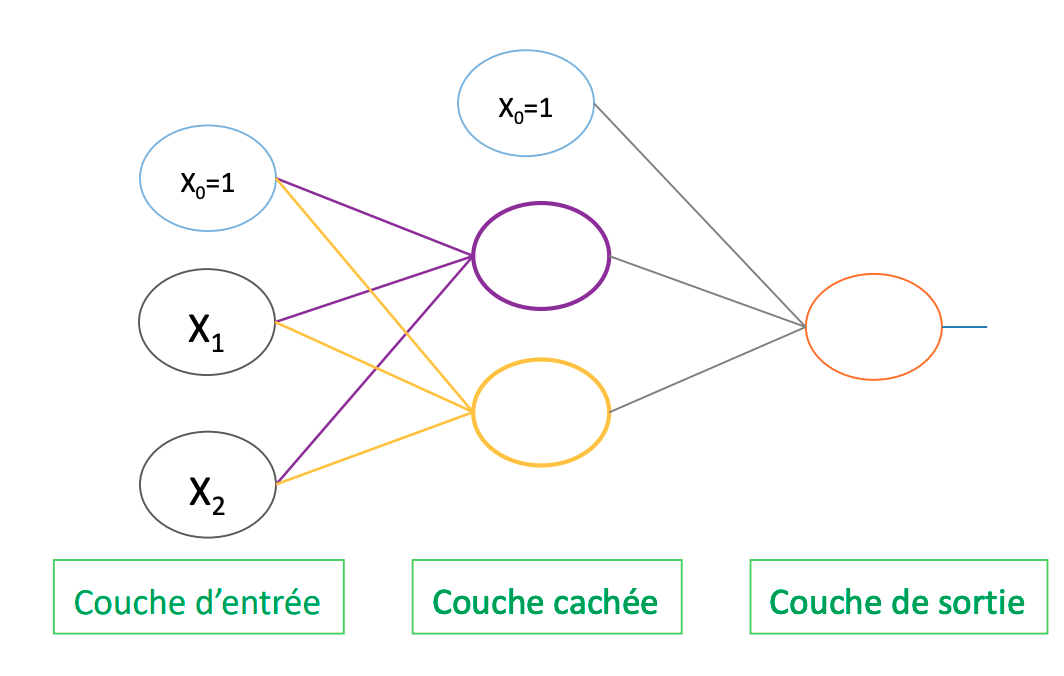 X₀=1
X₀=1
X₁
X₂
Couche d’entrée
Couche cachée
Couche de sortie